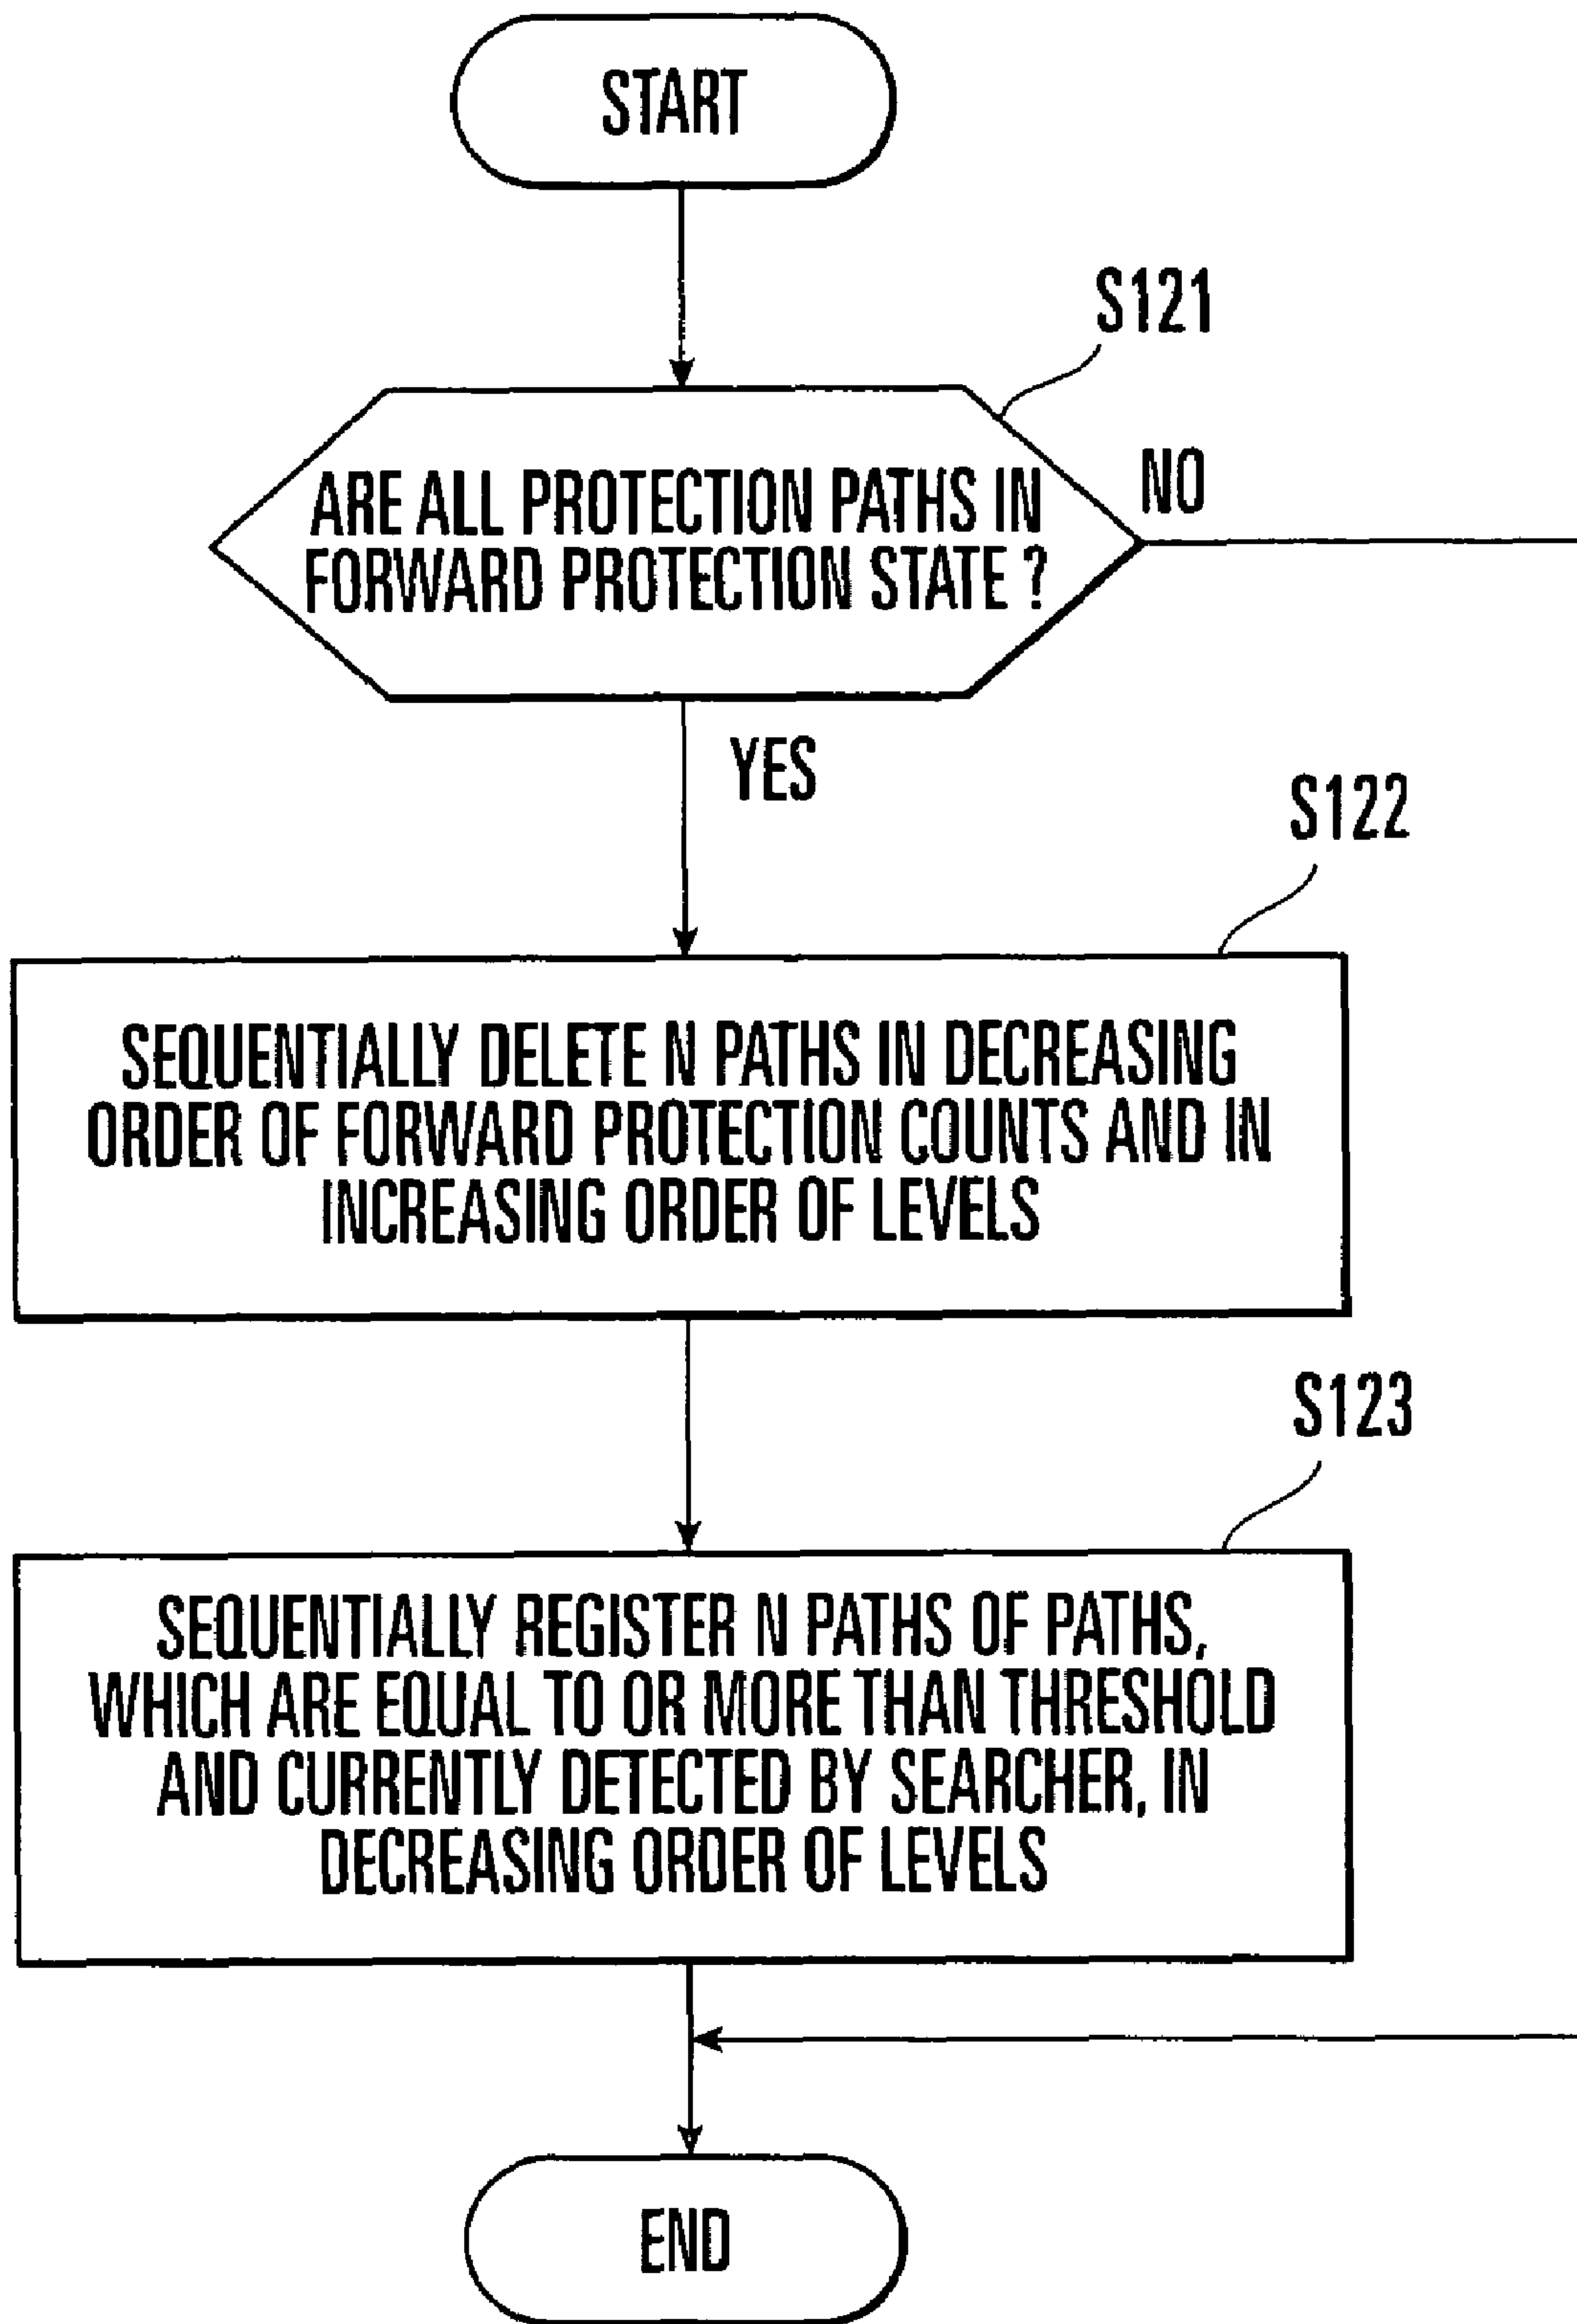 START
S121
ARE ALL PROTECTION PATHS IN
FORWARD PROTECTION STATE ?
NO
YES
S122
SEQUENTIALLY DELETE N PATHS IN DECREASING
ORDER OF FORWARD PROTECTION COUNTS AND IN
INCREASING ORDER OF LEVELS
S123
SEQUENTIALLY REGISTER N PATHS OF PATHS,
WHICH ARE EQUAL TO OR MORE THAN THRESHOLD
AND CURRENTLY DETECTED BY SEARCHER, IN
DECREASING ORDER OF LEVELS
END